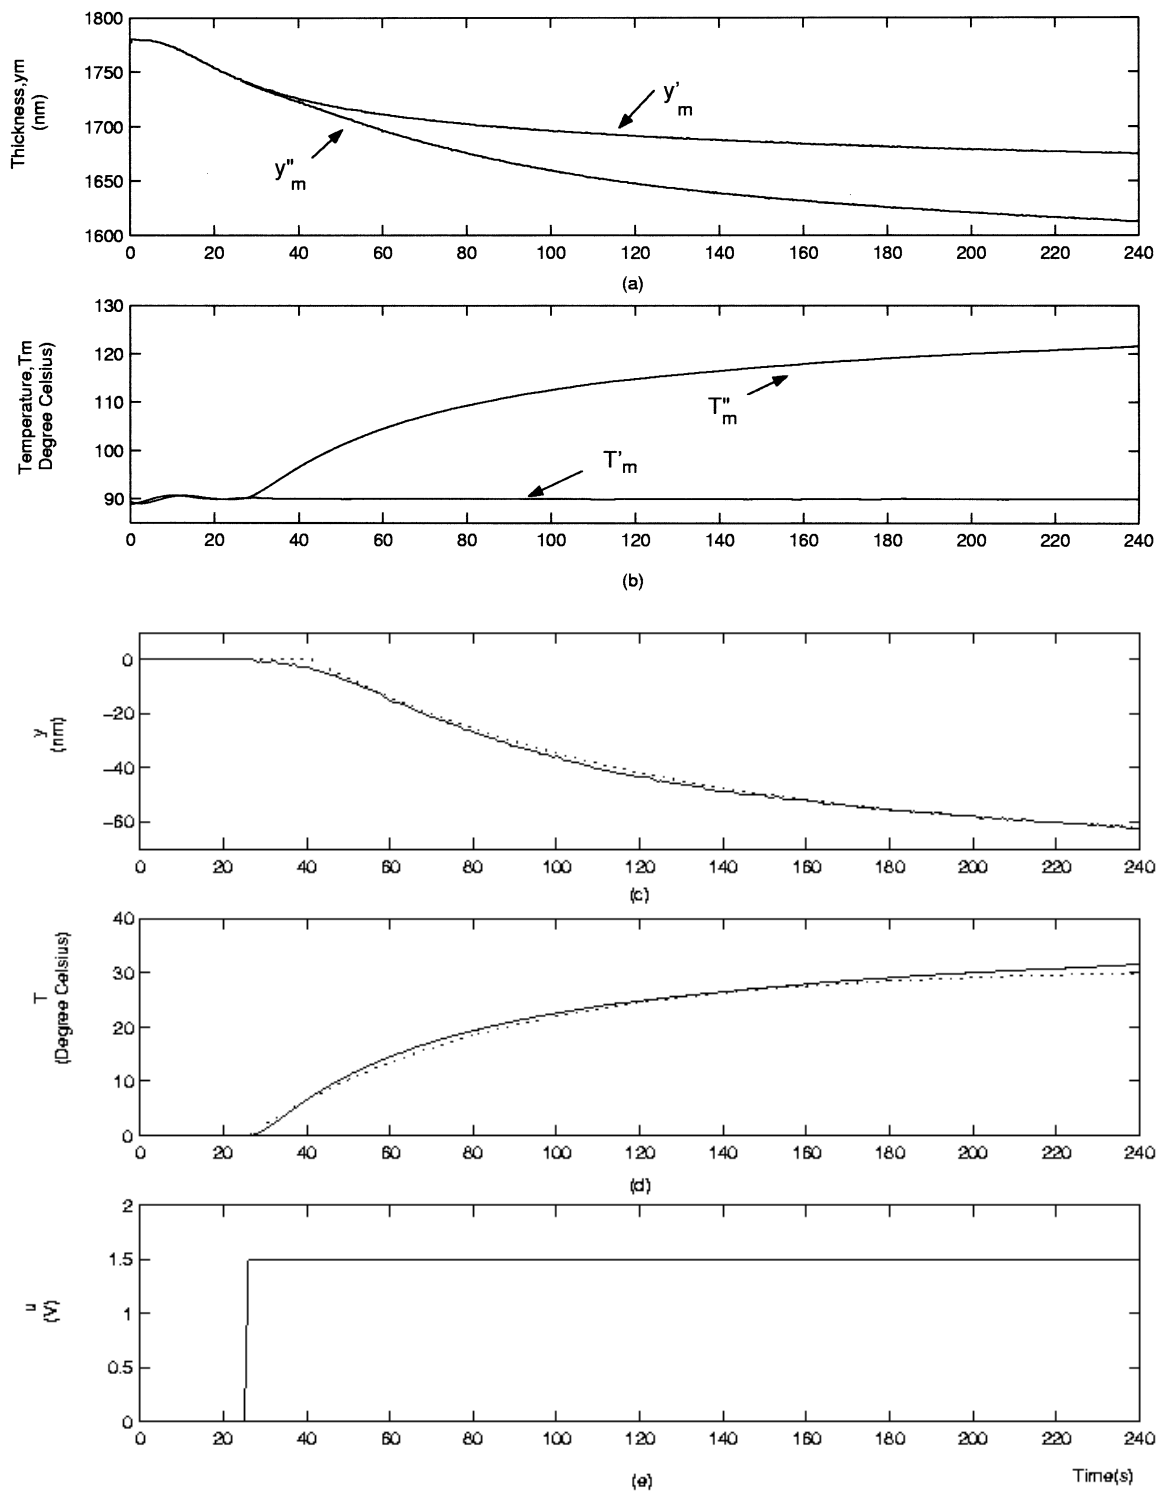 Thickness,ym
(nm)
1800
1750
1700
1650
1600
y'm
y"m
0 20 40 60 80 100 120 140 160 180 200 220 240
(a)
Temperature,Tm
Degree Celsius)
130
120
110
100
90
T"m
T'm
0 20 40 60 80 100 120 140 160 180 200 220 240
(b)
y
(nm)
0
−20
−40
−60
0 20 40 60 80 100 120 140 160 180 200 220 240
(c)
T
(Degree Celsius)
40
30
20
10
0
0 20 40 60 80 100 120 140 160 180 200 220 240
(d)
u
(V)
2
1.5
1
0.5
0
0 20 40 60 80 100 120 140 160 180 200 220 240
(e)
Time(s)